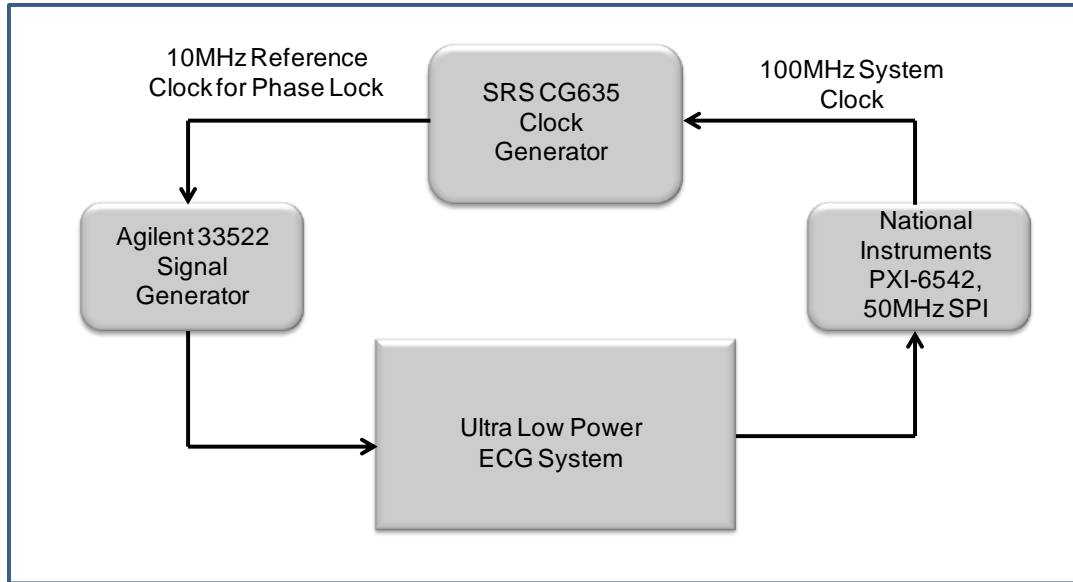 10MHz Reference
Clock for Phase Lock
SRS CG635
Clock
Generator
100MHz System
Clock
Agilent 33522
Signal
Generator
National
Instruments
PXI-6542,
50MHz SPI
Ultra Low Power
ECG System